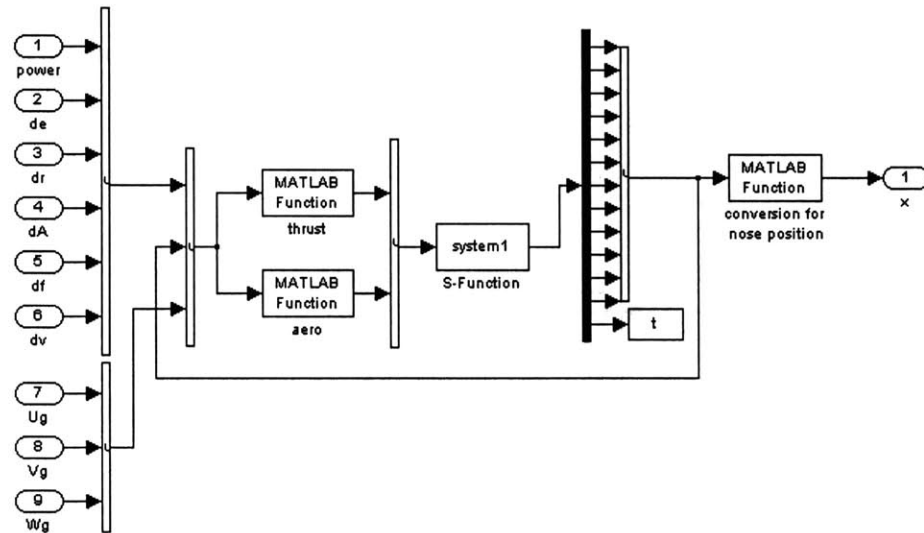 1
power
2
de
3
dr
4
dA
5
df
6
dv
7
Ug
8
Vg
9
Wg
MATLAB
Function
thrust
MATLAB
Function
aero
system1
S-Function
t
MATLAB
Function
conversion for
nose position
1
x